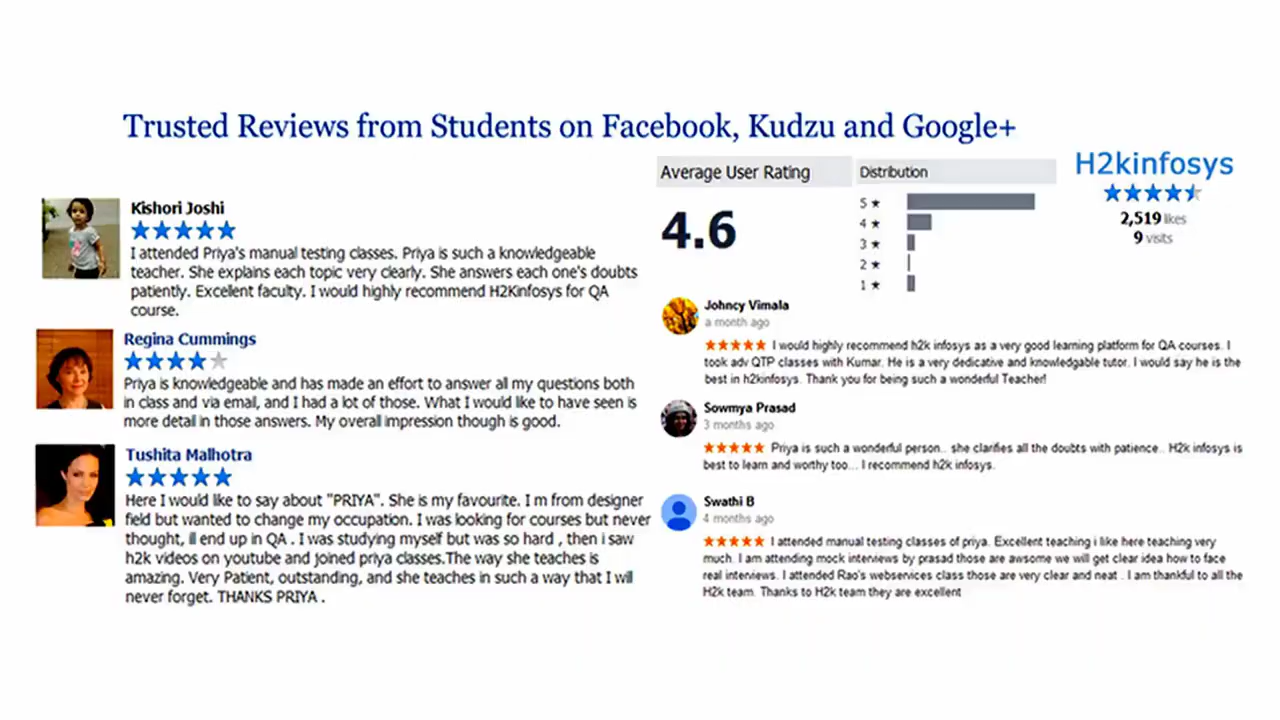 Trusted Reviews from Students on Facebook, Kudzu and Google+
Kishori Joshi
I attended Priya's manual testing classes. Priya is such a knowledgeable
teacher. She explains each topic very clearly. She answers each one's doubts
patiently. Excellent faculty. I would highly recommend H2Kinfosys for QA
course.
Regina Cummings
Priya is knowledgeable and has made an effort to answer all my questions both
in class and via email, and I had a lot of those. What I would like to have seen is
more detail in those answers. My overall impression though is good.
Tushita Malhotra
Here I would like to say about "PRIYA". She is my favourite. I m from designer
field but wanted to change my occupation. I was looking for courses but never
thought, ill end up in QA . I was studying myself but was so hard , then i saw
h2k videos on youtube and joined priya classes.The way she teaches is
amazing. Very Patient, outstanding, and she teaches in such a way that I will
never forget. THANKS PRIYA .
Average User Rating
4.6
Distribution
5 ★
4 ★
3 ★
2 ★
1 ★
H2kinfosys
2,519 likes
9 visits
Johncy Vimala
a month ago
I would highly recommend h2k infosys as a very good learning platform for QA courses. I
took adv QTP classes with Kumar. He is a very dedicative and knowledgable tutor. I would say he is the
best in h2kinfosys. Thank you for being such a wonderful Teacher!
Sowmya Prasad
3 months ago
Priya is such a wonderful person.. she clarifies all the doubts with patience.. H2k infosys is
best to learn and worthy too... I recommend h2k infosys.
Swathi B
4 months ago
I attended manual testing classes of priya. Excellent teaching i like here teaching very
much. I am attending mock interviews by prasad those are awsome we will get clear idea how to face
real interviews. I attended Rao's webservices class those are very clear and neat . I am thankful to all the
H2k team. Thanks to H2k team they are excellent